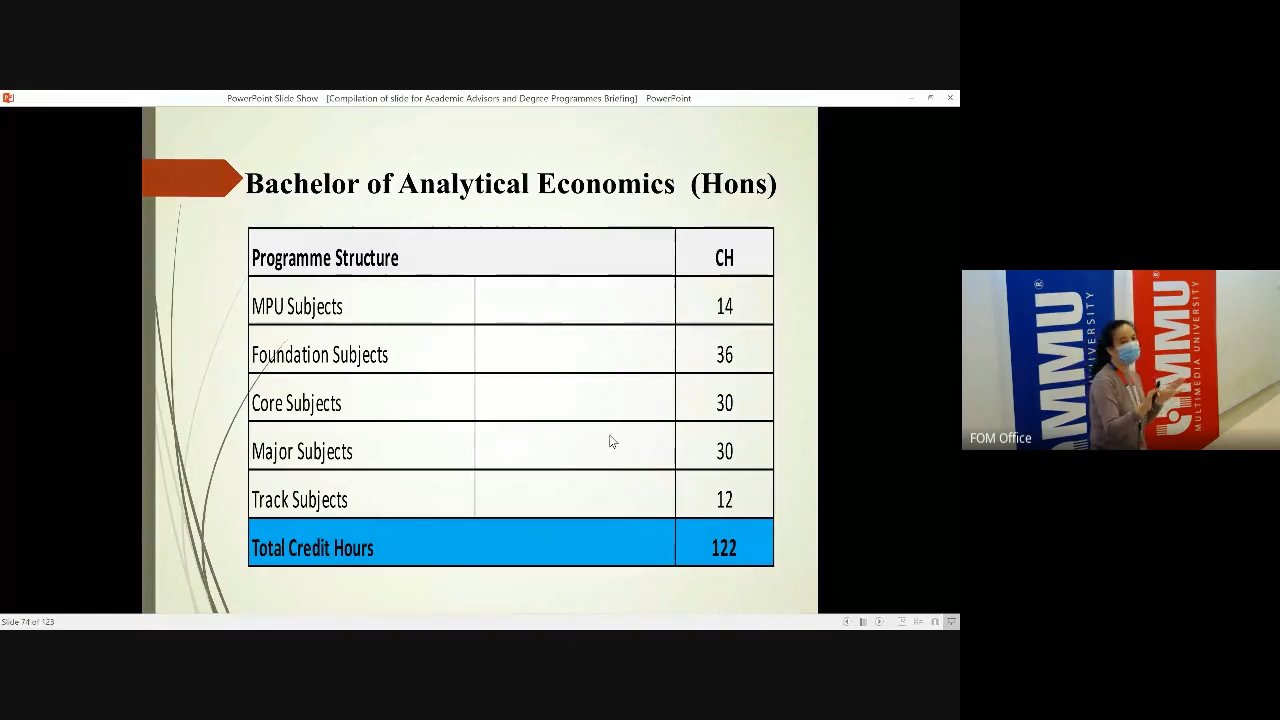 PowerPoint Slide Show - [Compilation of slide for Academic Advisors and Degree Programmes Briefing] - PowerPoint
Bachelor of Analytical Economics (Hons)
Programme Structure CH
MPU Subjects 14
Foundation Subjects 36
Core Subjects 30
Major Subjects 30
Track Subjects 12
Total Credit Hours 122
Slide 74 of 123
MMU®
UNIVERSITY
MMU®
MULTIMEDIA UNIVERSITY
FOM Office